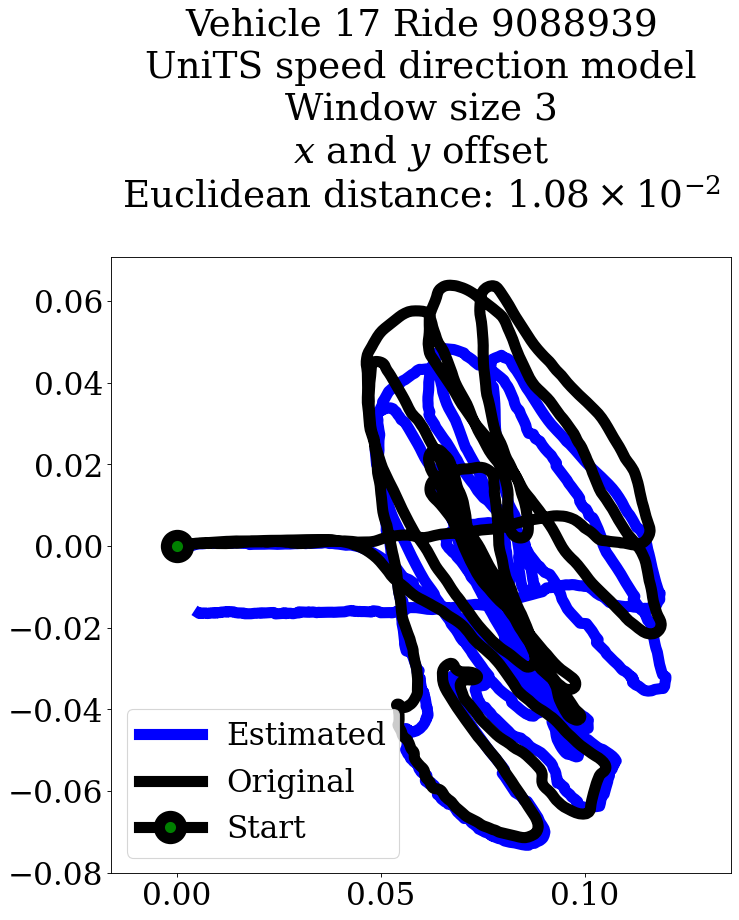 Vehicle 17 Ride 9088939
UniTS speed direction model
Window size 3
x and y offset
Euclidean distance: 1.08 × 10⁻²
0.06
0.04
0.02
0.00
−0.02
−0.04
−0.06
−0.08
Estimated
Original
Start
0.00 0.05 0.10